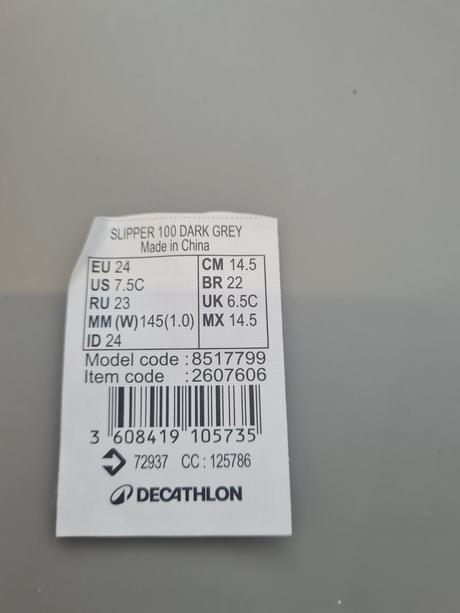 SLIPPER 100 DARK GREY
Made in China
EU 24 CM 14.5
US 7.5C BR 22
RU 23 UK 6.5C
MM (W)145(1.0) MX 14.5
ID 24
Model code :8517799
Item code :2607606
3 608419 105735
72937 CC : 125786
DECATHLON